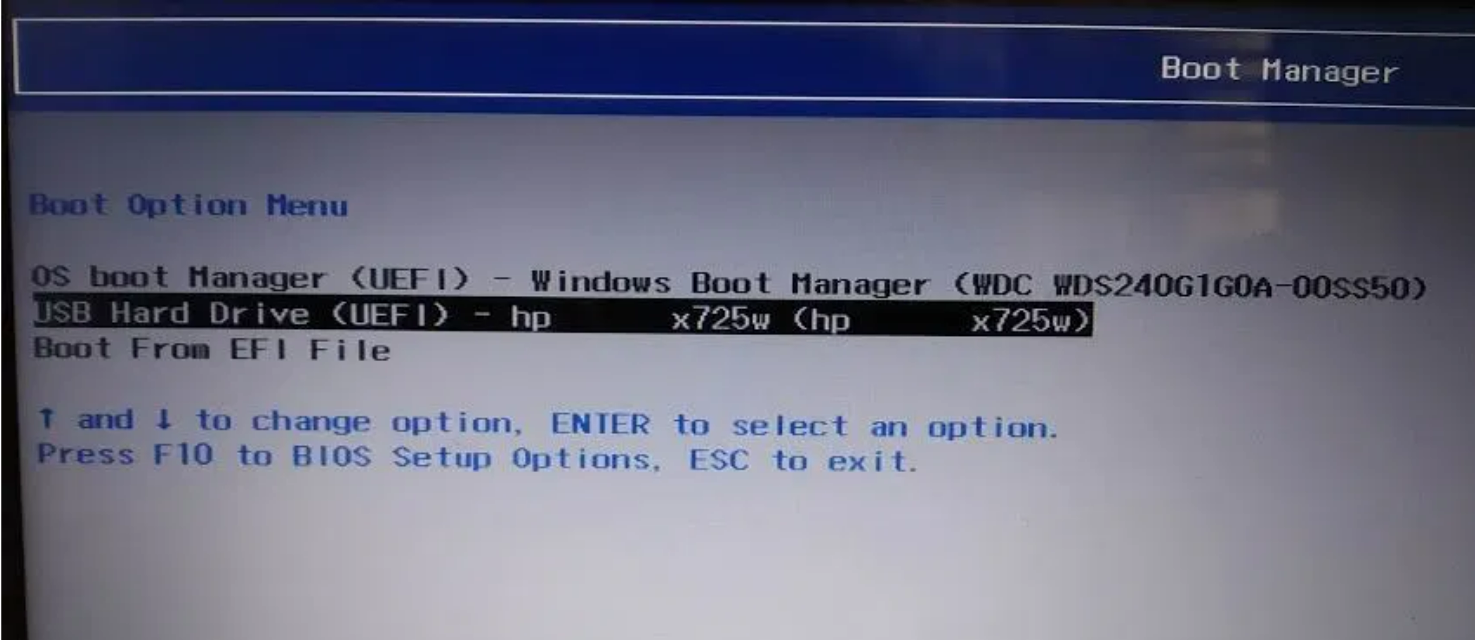 Boot Manager
Boot Option Menu
OS boot Manager (UEFI) - Windows Boot Manager (WDC WDS240G1G0A-00SS50)
USB Hard Drive (UEFI) - hp x725w (hp x725w)
Boot From EFI File
↑ and ↓ to change option, ENTER to select an option.
Press F10 to BIOS Setup Options, ESC to exit.